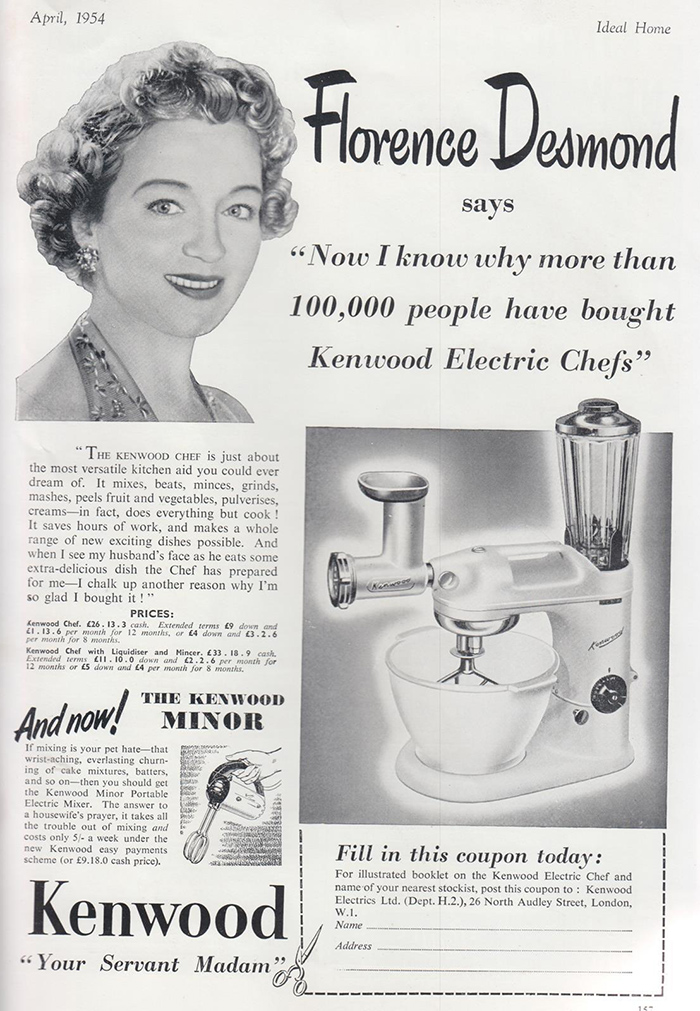 April, 1954
Ideal Home
Florence Desmond
says
“Now I know why more than
100,000 people have bought
Kenwood Electric Chefs”
“THE KENWOOD CHEF is just about
the most versatile kitchen aid you could ever
dream of. It mixes, beats, minces, grinds,
mashes, peels fruit and vegetables, pulverises,
creams—in fact, does everything but cook!
It saves hours of work, and makes a whole
range of new exciting dishes possible. And
when I see my husband's face as he eats some
extra-delicious dish the Chef has prepared
for me—I chalk up another reason why I'm
so glad I bought it!”
PRICES:
Kenwood Chef. £26.13.3 cash. Extended terms £9 down and
£1.13.6 per month for 12 months, or £4 down and £3.2.6
per month for 8 months.
Kenwood Chef with Liquidiser and Mincer. £33.18.9 cash.
Extended terms £11.10.0 down and £2.2.6 per month for
12 months or £5 down and £4 per month for 8 months.
And now!
THE KENWOOD
MINOR
If mixing is your pet hate—that
wrist-aching, everlasting churn-
ing of cake mixtures, batters,
and so on—then you should get
the Kenwood Minor Portable
Electric Mixer. The answer to
a housewife's prayer, it takes all
the trouble out of mixing and
costs only 5/- a week under the
new Kenwood easy payments
scheme (or £9.18.0 cash price).
Kenwood
“Your Servant Madam”
Kenwood
Kenwood
Fill in this coupon today:
For illustrated booklet on the Kenwood Electric Chef and
name of your nearest stockist, post this coupon to: Kenwood
Electrics Ltd. (Dept. H.2.), 26 North Audley Street, London,
W.1.
Name
Address